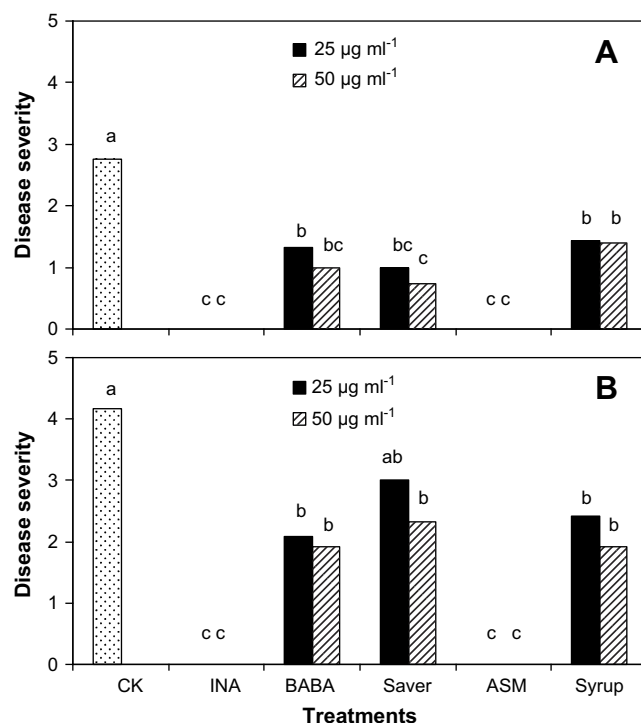 5
4
3
2
1
0
Disease severity
25 µg ml-1
50 µg ml-1
A
a
c c
b
bc
bc
c
c c
b b
5
4
3
2
1
0
Disease severity
25 µg ml-1
50 µg ml-1
B
a
c c
b b
ab
b
c c
b
b
CK INA BABA Saver ASM Syrup
Treatments